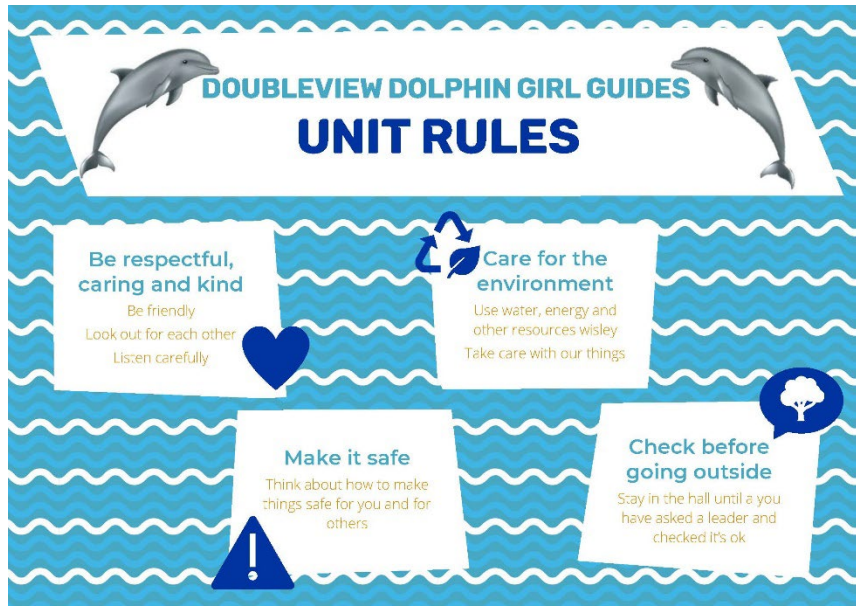 DOUBLEVIEW DOLPHIN GIRL GUIDES
UNIT RULES
Be respectful,
caring and kind
Be friendly
Look out for each other
Listen carefully
Care for the
environment
Use water, energy and
other resources wisley
Take care with our things
Make it safe
Think about how to make
things safe for you and for
others
Check before
going outside
Stay in the hall until a you
have asked a leader and
checked it's ok